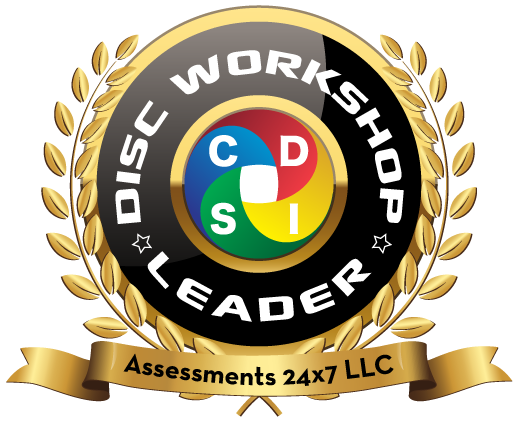 DISC WORKSHOP
C D
S I
LEADER
Assessments 24x7 LLC